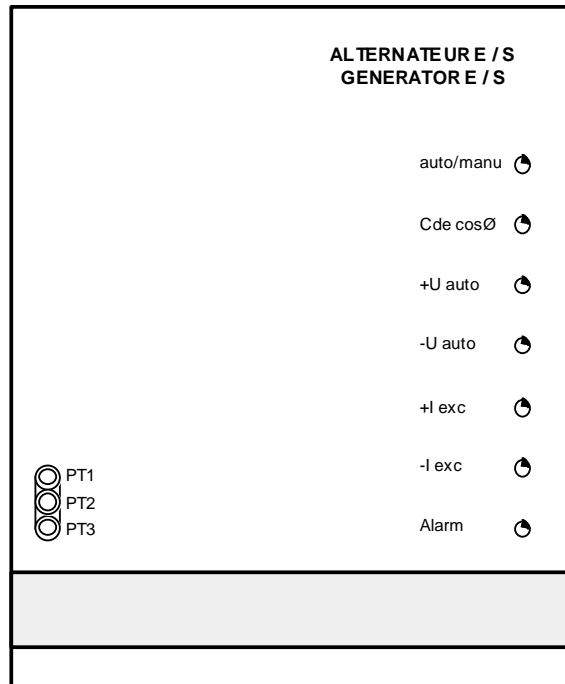 ALTERNATEUR E / S
GENERATOR E / S
auto/manu
Cde cosØ
+U auto
-U auto
+I exc
-I exc
Alarm
PT1
PT2
PT3